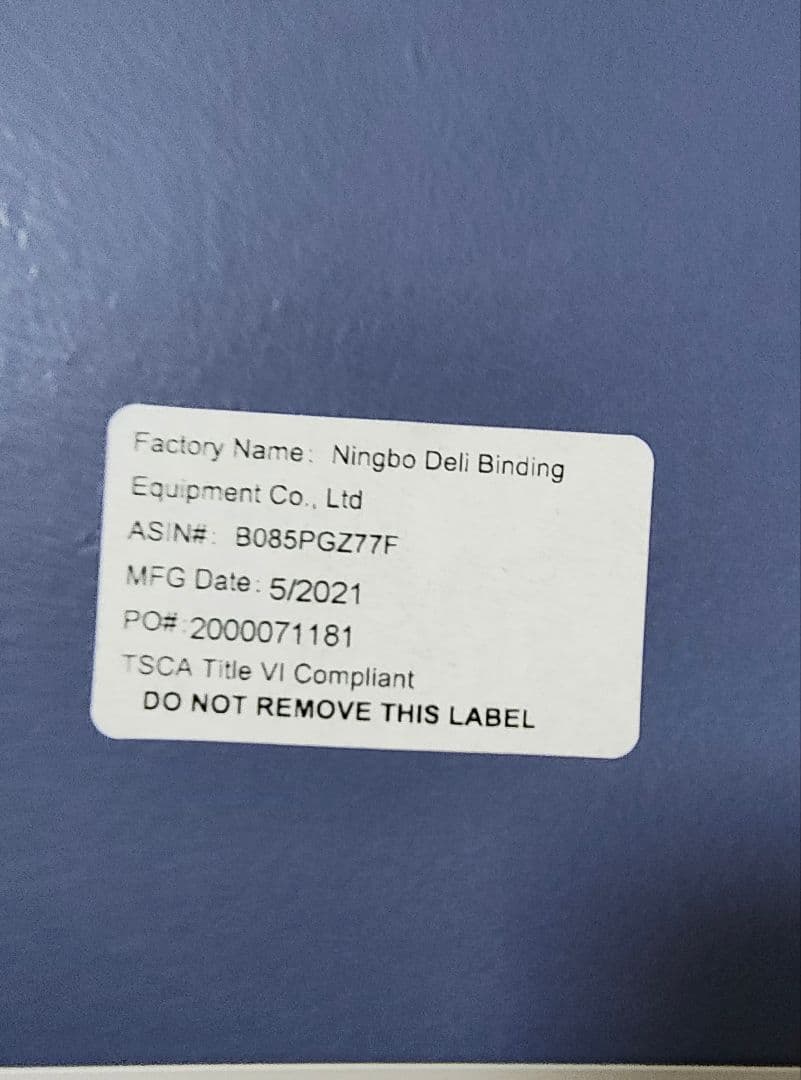 Factory Name: Ningbo Deli Binding
Equipment Co., Ltd
ASIN#: B085PGZ77F
MFG Date: 5/2021
PO#:2000071181
TSCA Title VI Compliant
DO NOT REMOVE THIS LABEL